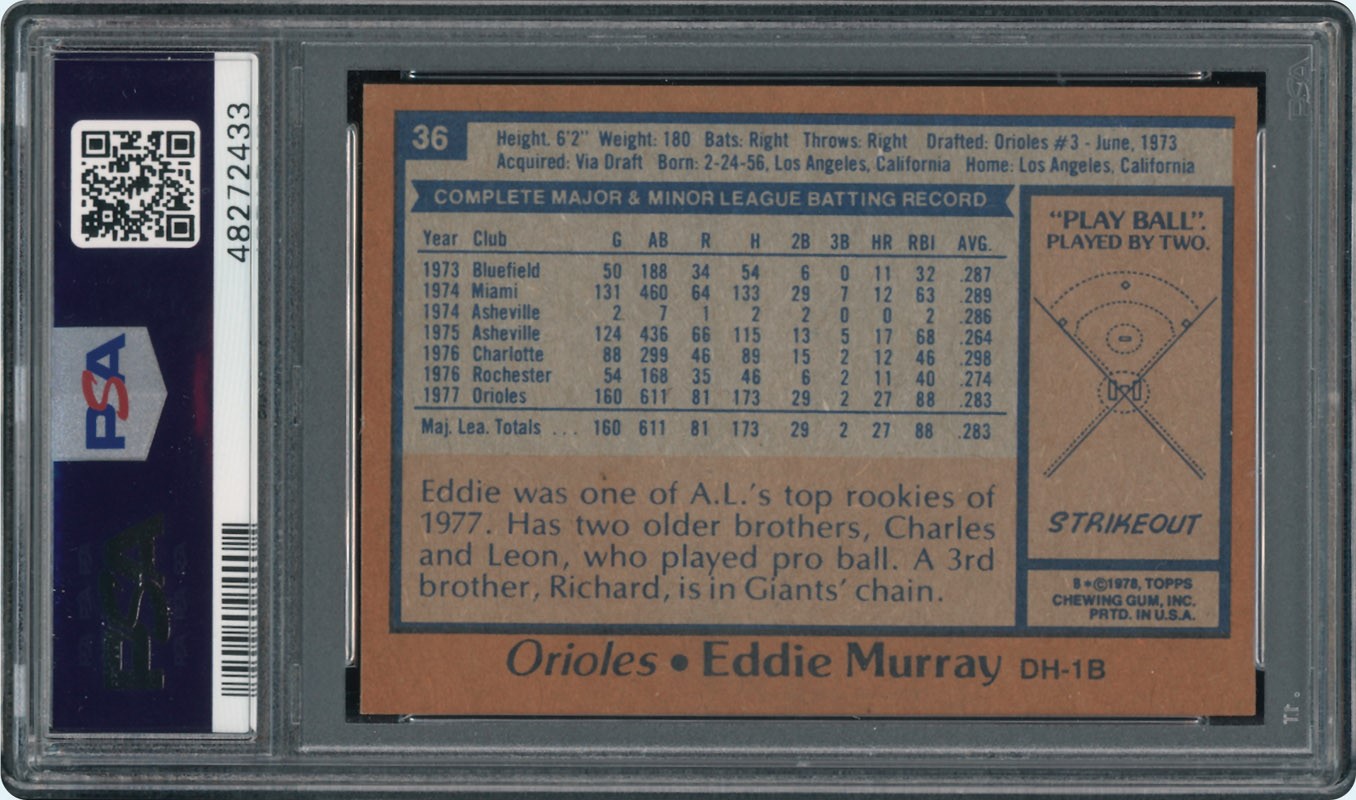 48272433
PSA
PSA
PSA
36
Height. 6'2" Weight: 180 Bats: Right Throws: Right Drafted: Orioles #3 - June, 1973
Acquired: Via Draft Born: 2-24-56, Los Angeles, California Home: Los Angeles, California
COMPLETE MAJOR & MINOR LEAGUE BATTING RECORD
Year Club G AB R H 2B 3B HR RBI AVG.
1973 Bluefield 50 188 34 54 6 0 11 32 .287
1974 Miami 131 460 64 133 29 7 12 63 .289
1974 Asheville 2 7 1 2 2 0 0 2 .286
1975 Asheville 124 436 66 115 13 5 17 68 .264
1976 Charlotte 88 299 46 89 15 2 12 46 .298
1976 Rochester 54 168 35 46 6 2 11 40 .274
1977 Orioles 160 611 81 173 29 2 27 88 .283
Maj. Lea. Totals ... 160 611 81 173 29 2 27 88 .283
Eddie was one of A.L.'s top rookies of
1977. Has two older brothers, Charles
and Leon, who played pro ball. A 3rd
brother, Richard, is in Giants' chain.
"PLAY BALL".
PLAYED BY TWO.
STRIKEOUT
8*©1978, TOPPS
CHEWING GUM, INC.
PRTD. IN U.S.A.
Orioles • Eddie Murray DH-1B